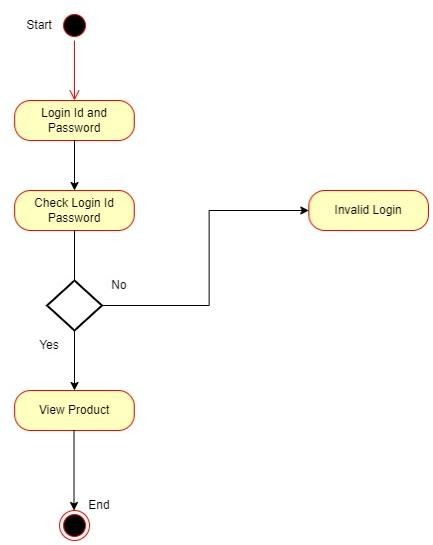 Start
Login Id and
Password
Check Login Id
Password
Invalid Login
No
Yes
View Product
End